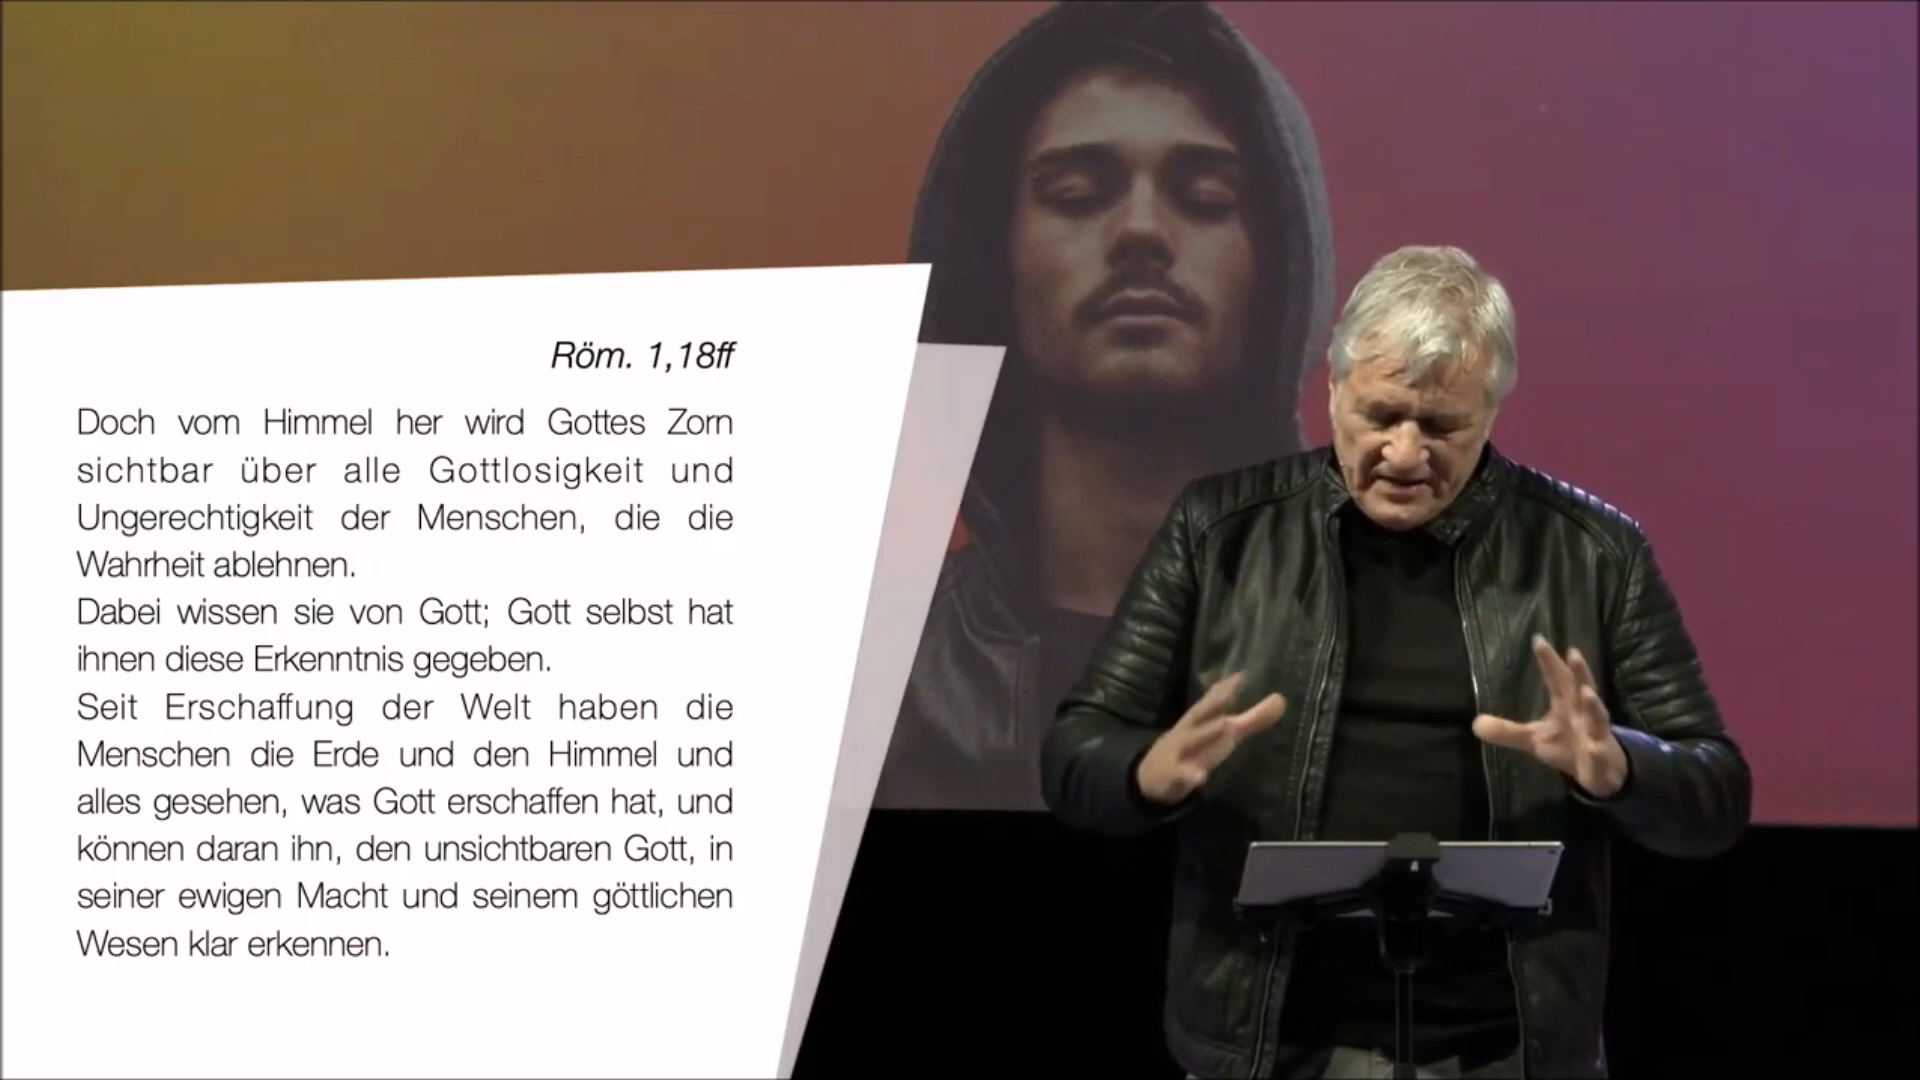 Röm. 1,18ff
Doch vom Himmel her wird Gottes Zorn
sichtbar über alle Gottlosigkeit und
Ungerechtigkeit der Menschen, die die
Wahrheit ablehnen.
Dabei wissen sie von Gott; Gott selbst hat
ihnen diese Erkenntnis gegeben.
Seit Erschaffung der Welt haben die
Menschen die Erde und den Himmel und
alles gesehen, was Gott erschaffen hat, und
können daran ihn, den unsichtbaren Gott, in
seiner ewigen Macht und seinem göttlichen
Wesen klar erkennen.